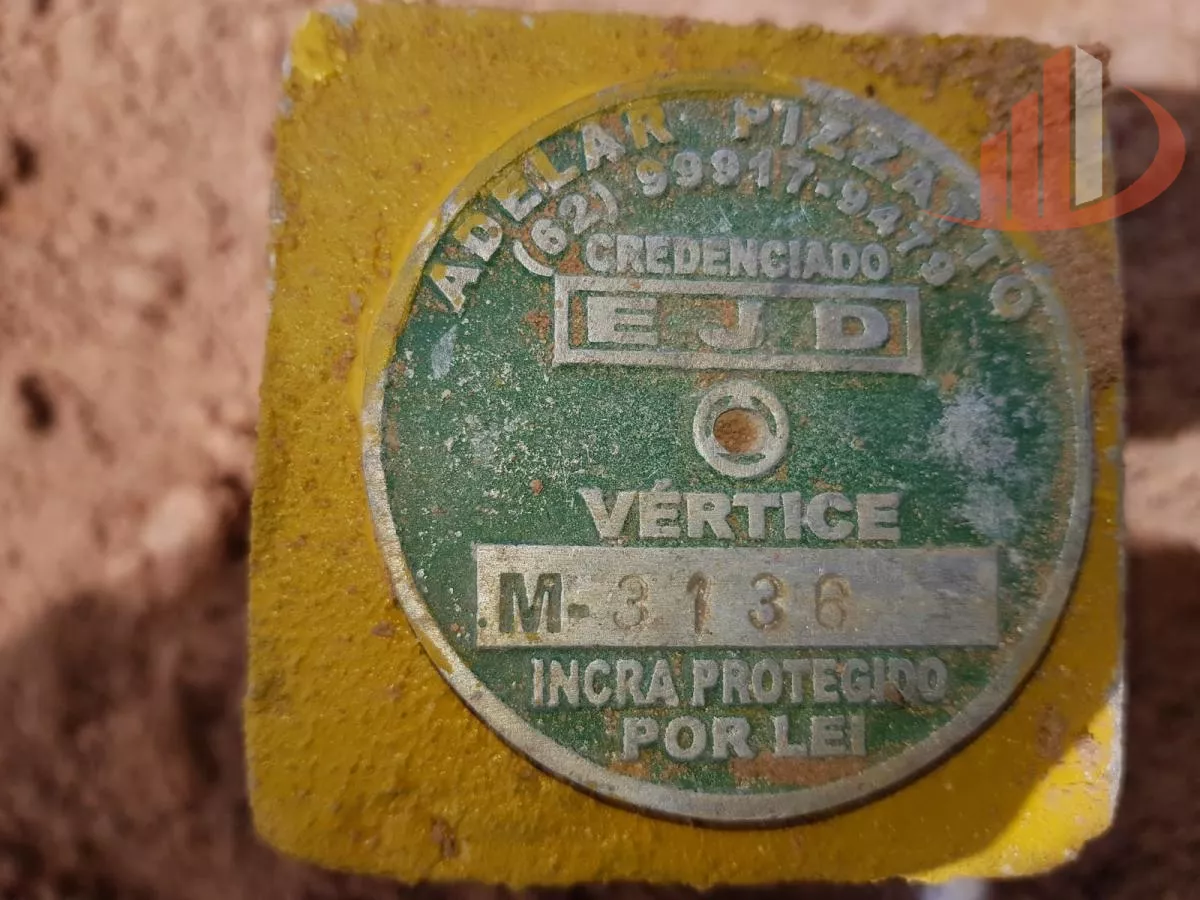 ADELAR PIZZATTO
(62) 99917-9479
CREDENCIADO
EJD
VÉRTICE
M-3136
INCRA PROTEGIDO
POR LEI